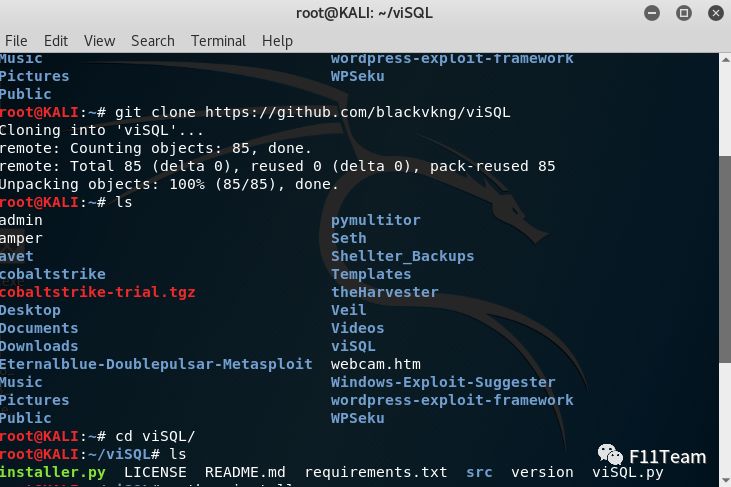 root@KALI: ~/viSQL
File Edit View Search Terminal Help
Music wordpress-exploit-framework
Pictures WPSeku
Public
root@KALI:~# git clone https://github.com/blackvkng/viSQL
Cloning into 'viSQL'...
remote: Counting objects: 85, done.
remote: Total 85 (delta 0), reused 0 (delta 0), pack-reused 85
Unpacking objects: 100% (85/85), done.
root@KALI:~# ls
admin pymultitor
amper Seth
avet Shellter_Backups
cobaltstrike Templates
cobaltstrike-trial.tgz theHarvester
Desktop Veil
Documents Videos
Downloads viSQL
Eternalblue-Doublepulsar-Metasploit webcam.htm
Music Windows-Exploit-Suggester
Pictures wordpress-exploit-framework
Public WPSeku
root@KALI:~# cd viSQL/
root@KALI:~/viSQL# ls
installer.py LICENSE README.md requirements.txt src version viSQL.py
F11Team